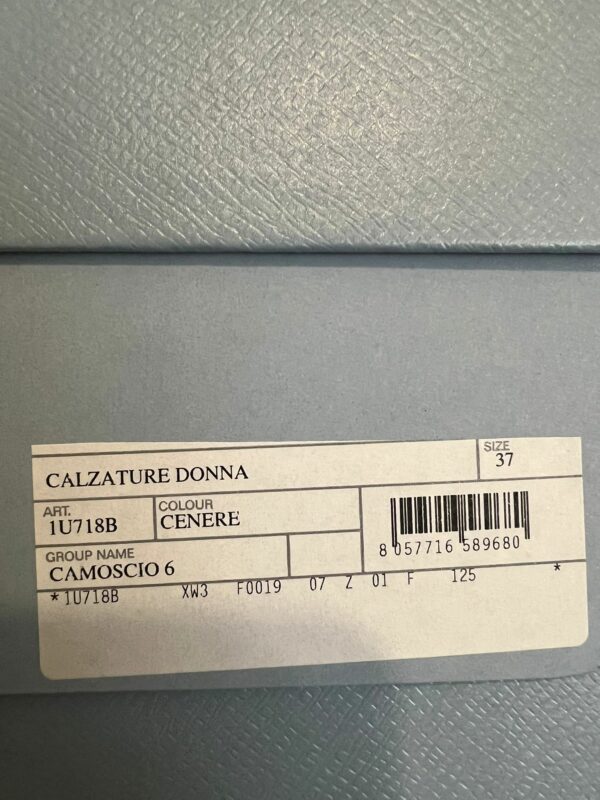 CALZATURE DONNA
SIZE
37
ART.
1U718B
COLOUR
CENERE
GROUP NAME
CAMOSCIO 6
8 057716 589680
*1U718B XW3 F0019 07 Z 01 F 125 *